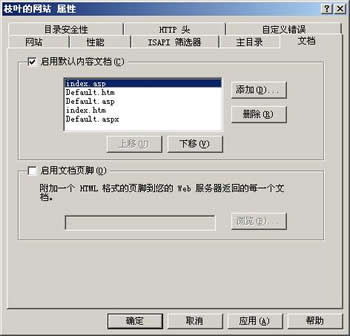 枝叶的网站 属性
目录安全性 HTTP 头 自定义错误
网站 性能 ISAPI 筛选器 主目录 文档
启用默认内容文档(C)
index.asp
Default.htm
Default.asp
index.htm
Default.aspx
添加(D)...
删除(R)
上移(U) 下移(V)
启用文档页脚(O)
附加一个 HTML 格式的页脚到您的 Web 服务器返回的每一个文
档。
浏览(B)...
确定 取消 应用(A) 帮助